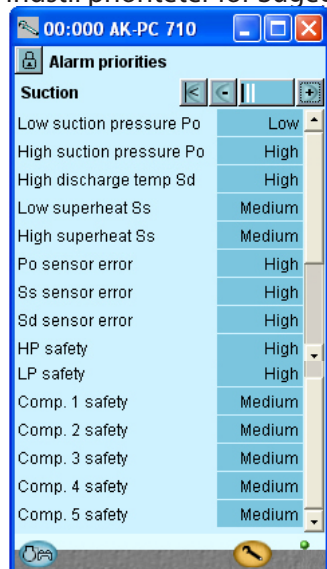 00:000 AK-PC 710
Alarm priorities
Suction
Low suction pressure Po Low
High suction pressure Po High
High discharge temp Sd High
Low superheat Ss Medium
High superheat Ss Medium
Po sensor error High
Ss sensor error High
Sd sensor error High
HP safety High
LP safety High
Comp. 1 safety Medium
Comp. 2 safety Medium
Comp. 3 safety Medium
Comp. 4 safety Medium
Comp. 5 safety Medium